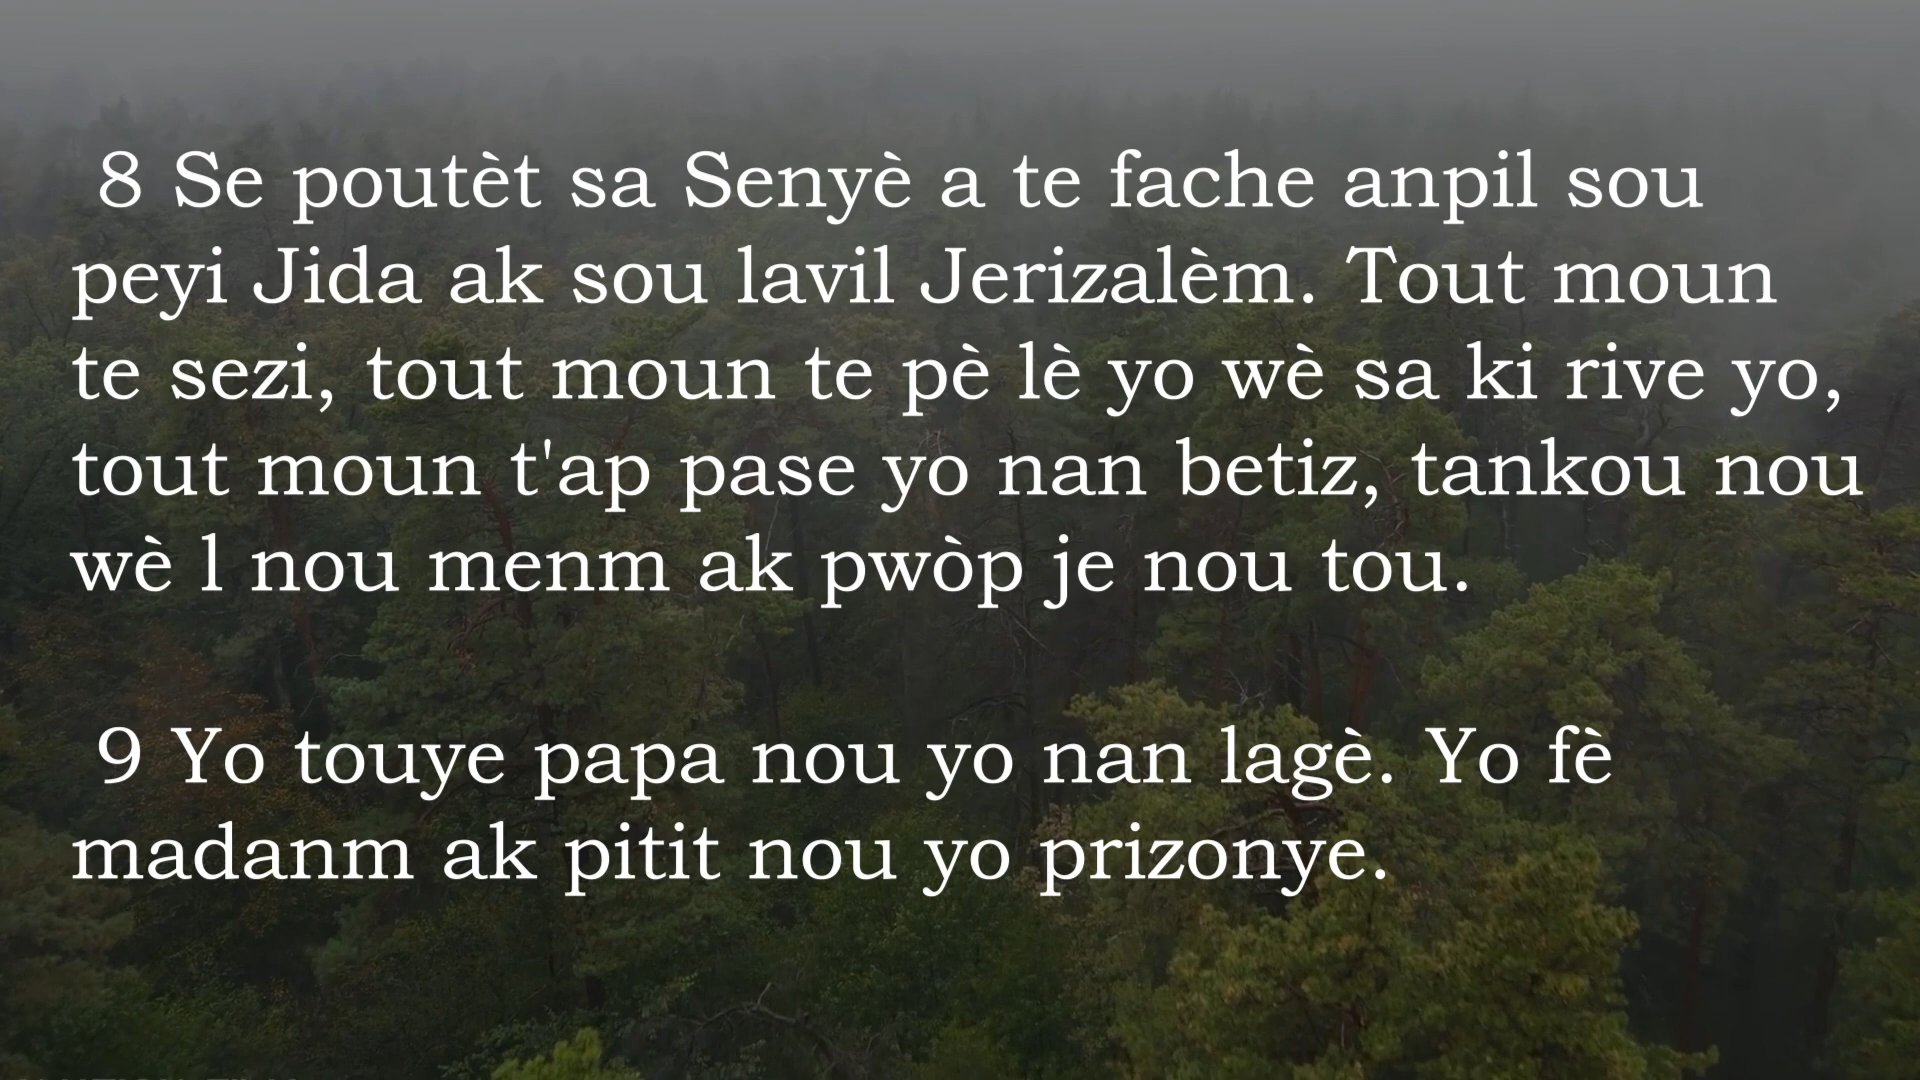 8 Se poutèt sa Senyè a te fache anpil sou
peyi Jida ak sou lavil Jerizalèm. Tout moun
te sezi, tout moun te pè lè yo wè sa ki rive yo,
tout moun t'ap pase yo nan betiz, tankou nou
wè l nou menm ak pwòp je nou tou.
9 Yo touye papa nou yo nan lagè. Yo fè
madanm ak pitit nou yo prizonye.